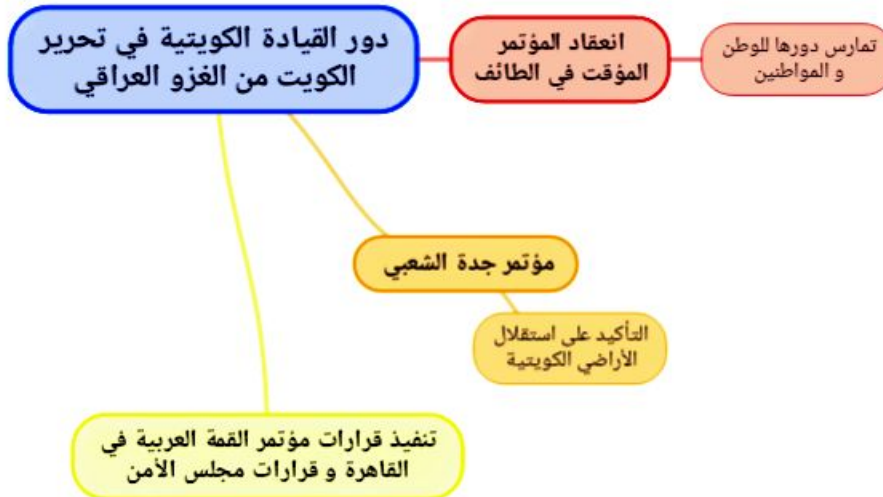 دور القيادة الكويتية في تحرير
الكويت من الغزو العراقي
انعقاد المؤتمر
المؤقت في الطائف
تمارس دورها للوطن
و المواطنين
مؤتمر جدة الشعبي
التأكيد على استقلال
الأراضي الكويتية
تنفيذ قرارات مؤتمر القمة العربية في
القاهرة و قرارات مجلس الأمن